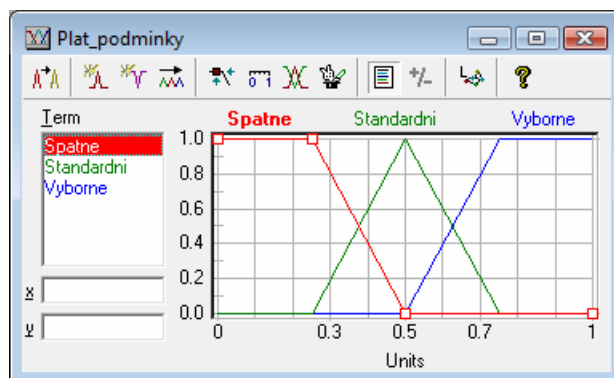 Plat_podminky
Term
Spatne
Standardni
Vyborne
x
y
Spatne Standardni Vyborne
1.0
0.8
0.6
0.4
0.2
0.0
0 0.3 0.5 0.7 1
Units